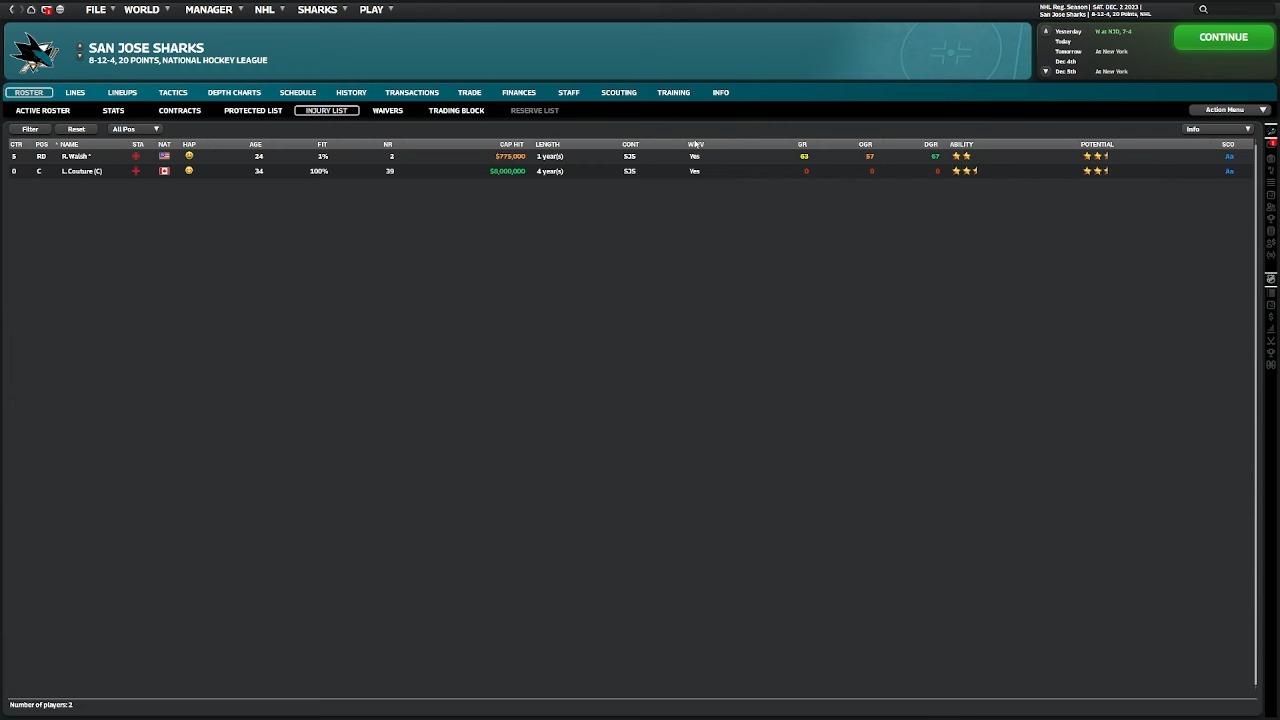 FILE WORLD MANAGER NHL SHARKS PLAY
NHL Reg. Season | SAT. DEC. 2 2023 |
San Jose Sharks | 8-12-4, 20 Points, NHL
SAN JOSE SHARKS
8-12-4, 20 POINTS, NATIONAL HOCKEY LEAGUE
Yesterday W at NJD, 7-4
Today
Tomorrow At New York
Dec 4th
Dec 5th At New York
CONTINUE
ROSTER LINES LINEUPS TACTICS DEPTH CHARTS SCHEDULE HISTORY TRANSACTIONS TRADE FINANCES STAFF SCOUTING TRAINING INFO
ACTIVE ROSTER STATS CONTRACTS PROTECTED LIST INJURY LIST WAIVERS TRADING BLOCK RESERVE LIST Action Menu
Filter Reset All Pos Info
CTR POS NAME STA NAT HAP AGE FIT NR CAP HIT LENGTH CONT GR OGR DGR ABILITY POTENTIAL SCO
5 RD R. Walsh * 24 1% 2 $775,000 1 year(s) SJS Yes 63 57 67 Aa
0 C L. Couture (C) 34 100% 39 $8,000,000 4 year(s) SJS Yes 0 0 0 Aa
Number of players: 2